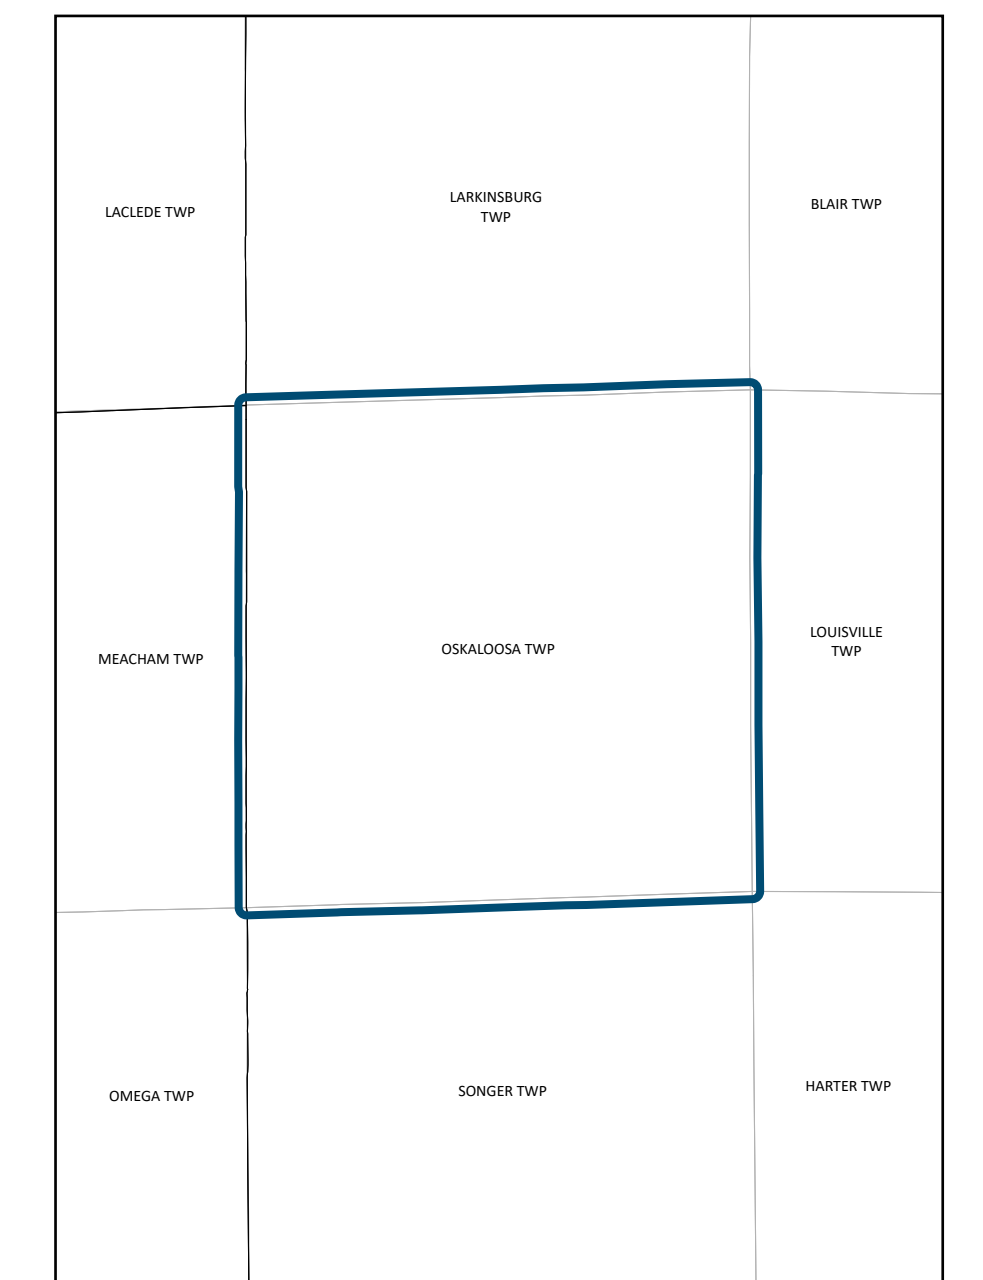 LACLEDE TWP
LARKINSBURG
TWP
BLAIR TWP
MEACHAM TWP
OSKALOOSA TWP
LOUISVILLE
TWP
OMEGA TWP
SONGER TWP
HARTER TWP